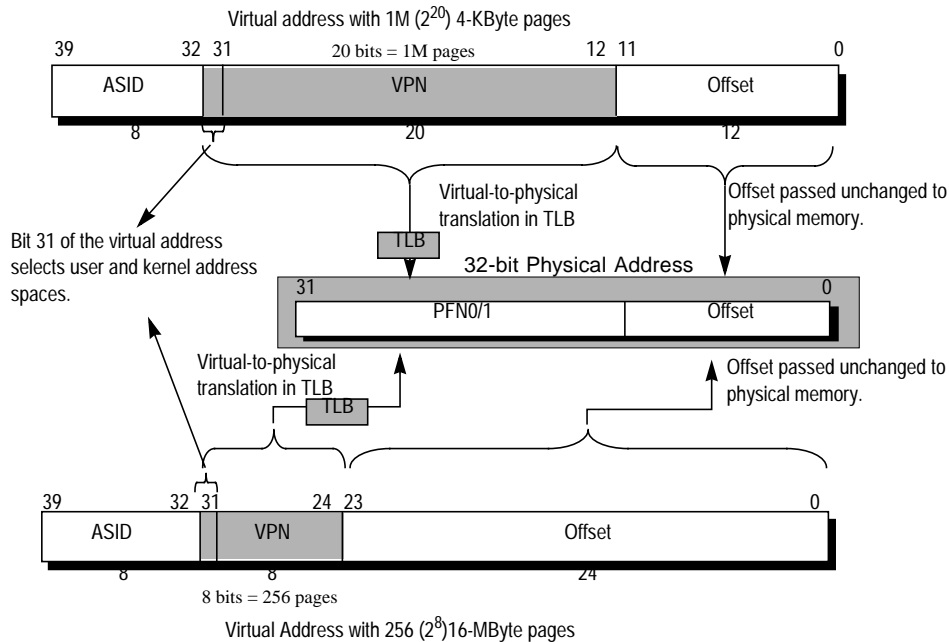 Virtual address with 1M (2^20) 4-KByte pages
39 32 31 20 bits = 1M pages 12 11 0
ASID VPN Offset
8 20 12
Virtual-to-physical
translation in TLB
Offset passed unchanged to
physical memory.
TLB
Bit 31 of the virtual address
selects user and kernel address
spaces.
32-bit Physical Address
31 0
PFN0/1 Offset
Virtual-to-physical
translation in TLB
TLB
Offset passed unchanged to
physical memory.
39 32 31 24 23 0
ASID VPN Offset
8 8 24
8 bits = 256 pages
Virtual Address with 256 (2^8)16-MByte pages